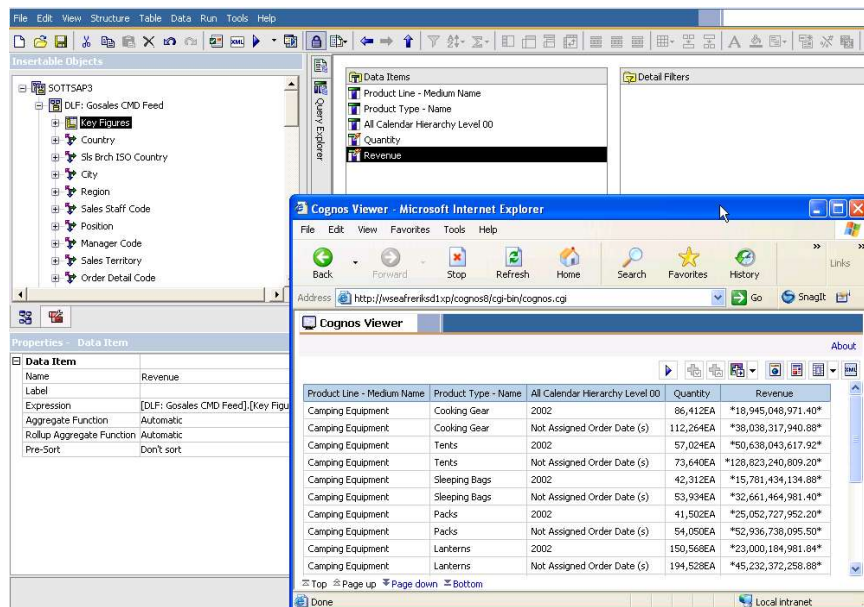 File Edit View Structure Table Data Run Tools Help
Insertable Objects
SOTTSAP3
DLF: Gosales CMD Feed
Key Figures
Country
Sls Brch ISO Country
City
Region
Sales Staff Code
Position
Manager Code
Sales Territory
Order Detail Code
Query Explorer
Data Items
Product Line - Medium Name
Product Type - Name
All Calendar Hierarchy Level 00
Quantity
Revenue
Detail Filters
Properties - Data Item
Data Item
Name Revenue
Label
Expression [DLF: Gosales CMD Feed].[Key Figu
Aggregate Function Automatic
Rollup Aggregate Function Automatic
Pre-Sort Don't sort
Cognos Viewer - Microsoft Internet Explorer
File Edit View Favorites Tools Help
Back Forward Stop Refresh Home Search Favorites History Links
Address http://wseafreriksd1xp/cognos8/cgi-bin/cognos.cgi Go SnagIt
Cognos Viewer
About
Product Line - Medium Name Product Type - Name All Calendar Hierarchy Level 00 Quantity Revenue
Camping Equipment Cooking Gear 2002 86,412EA *18,945,048,971.40*
Camping Equipment Cooking Gear Not Assigned Order Date (s) 112,264EA *38,038,317,940.88*
Camping Equipment Tents 2002 57,024EA *50,638,043,617.92*
Camping Equipment Tents Not Assigned Order Date (s) 73,640EA *128,823,240,809.20*
Camping Equipment Sleeping Bags 2002 42,312EA *15,781,434,134.88*
Camping Equipment Sleeping Bags Not Assigned Order Date (s) 53,934EA *32,661,464,981.40*
Camping Equipment Packs 2002 41,502EA *25,052,727,952.20*
Camping Equipment Packs Not Assigned Order Date (s) 54,050EA *52,936,738,095.50*
Camping Equipment Lanterns 2002 150,568EA *23,000,184,981.84*
Camping Equipment Lanterns Not Assigned Order Date (s) 194,528EA *45,232,372,258.88*
Top Page up Page down Bottom
Done Local intranet